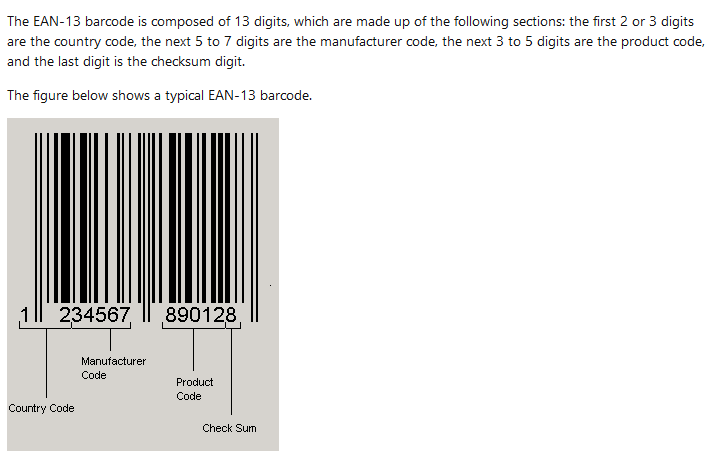 The EAN-13 barcode is composed of 13 digits, which are made up of the following sections: the first 2 or 3 digits
are the country code, the next 5 to 7 digits are the manufacturer code, the next 3 to 5 digits are the product code,
and the last digit is the checksum digit.
The figure below shows a typical EAN-13 barcode.
1 234567 890128
Manufacturer
Code
Product
Code
Country Code
Check Sum